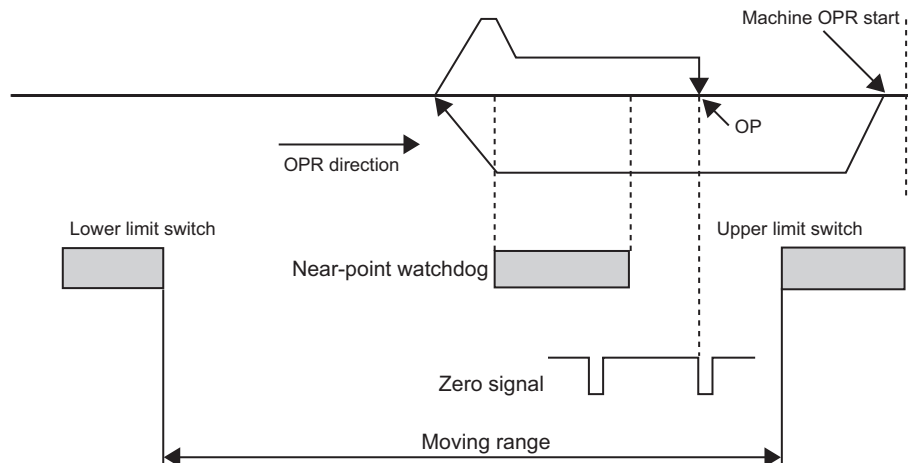 Machine OPR start
OP
OPR direction
Lower limit switch
Upper limit switch
Near-point watchdog
Zero signal
Moving range